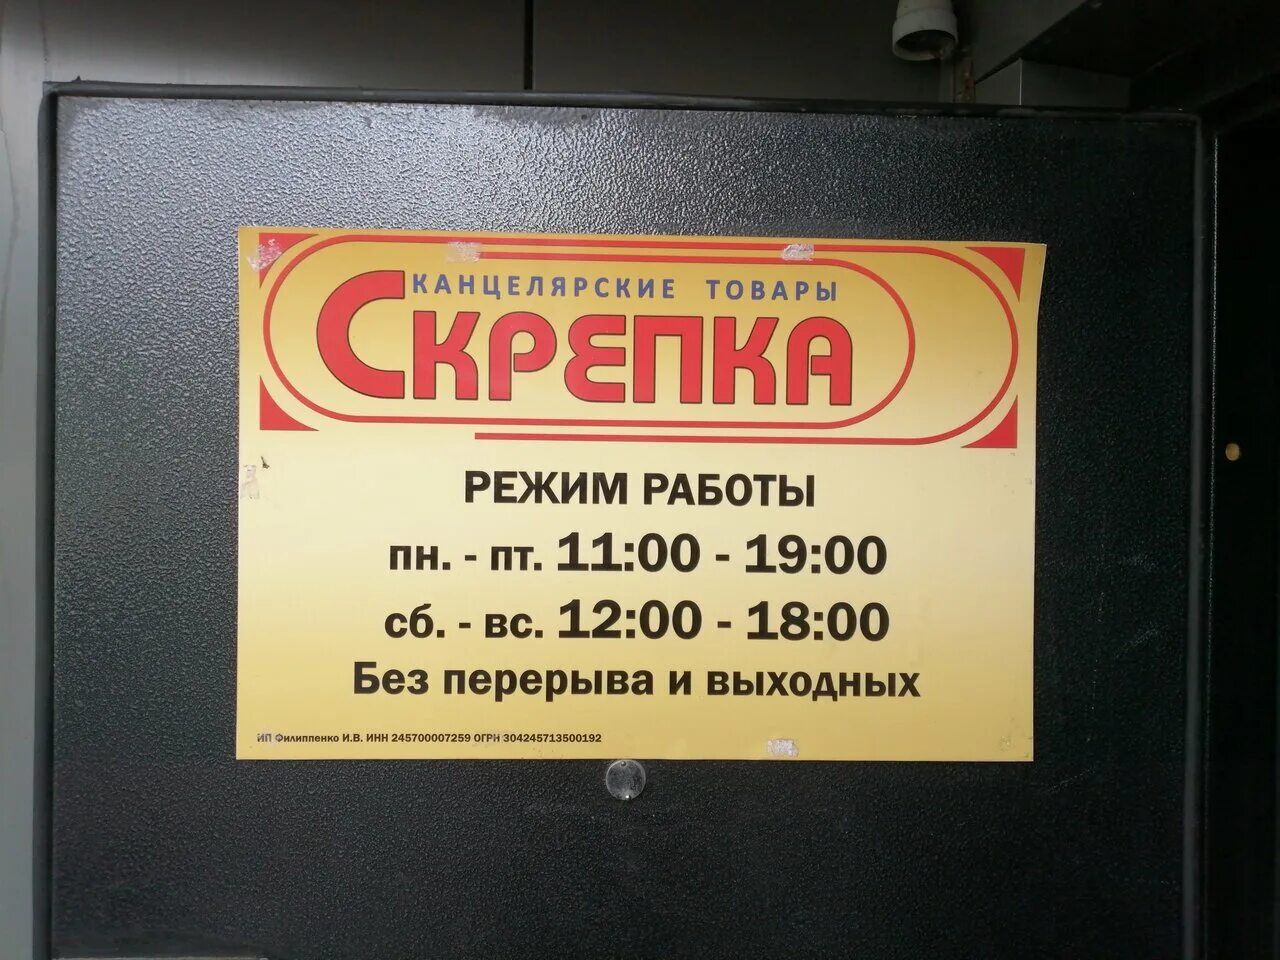 КАНЦЕЛЯРСКИЕ ТОВАРЫ
СКРЕПКА
РЕЖИМ РАБОТЫ
пн. - пт. 11:00 - 19:00
сб. - вс. 12:00 - 18:00
Без перерыва и выходных
ИП Филиппенко И.В. ИНН 245700007259 ОГРН 304245713500192